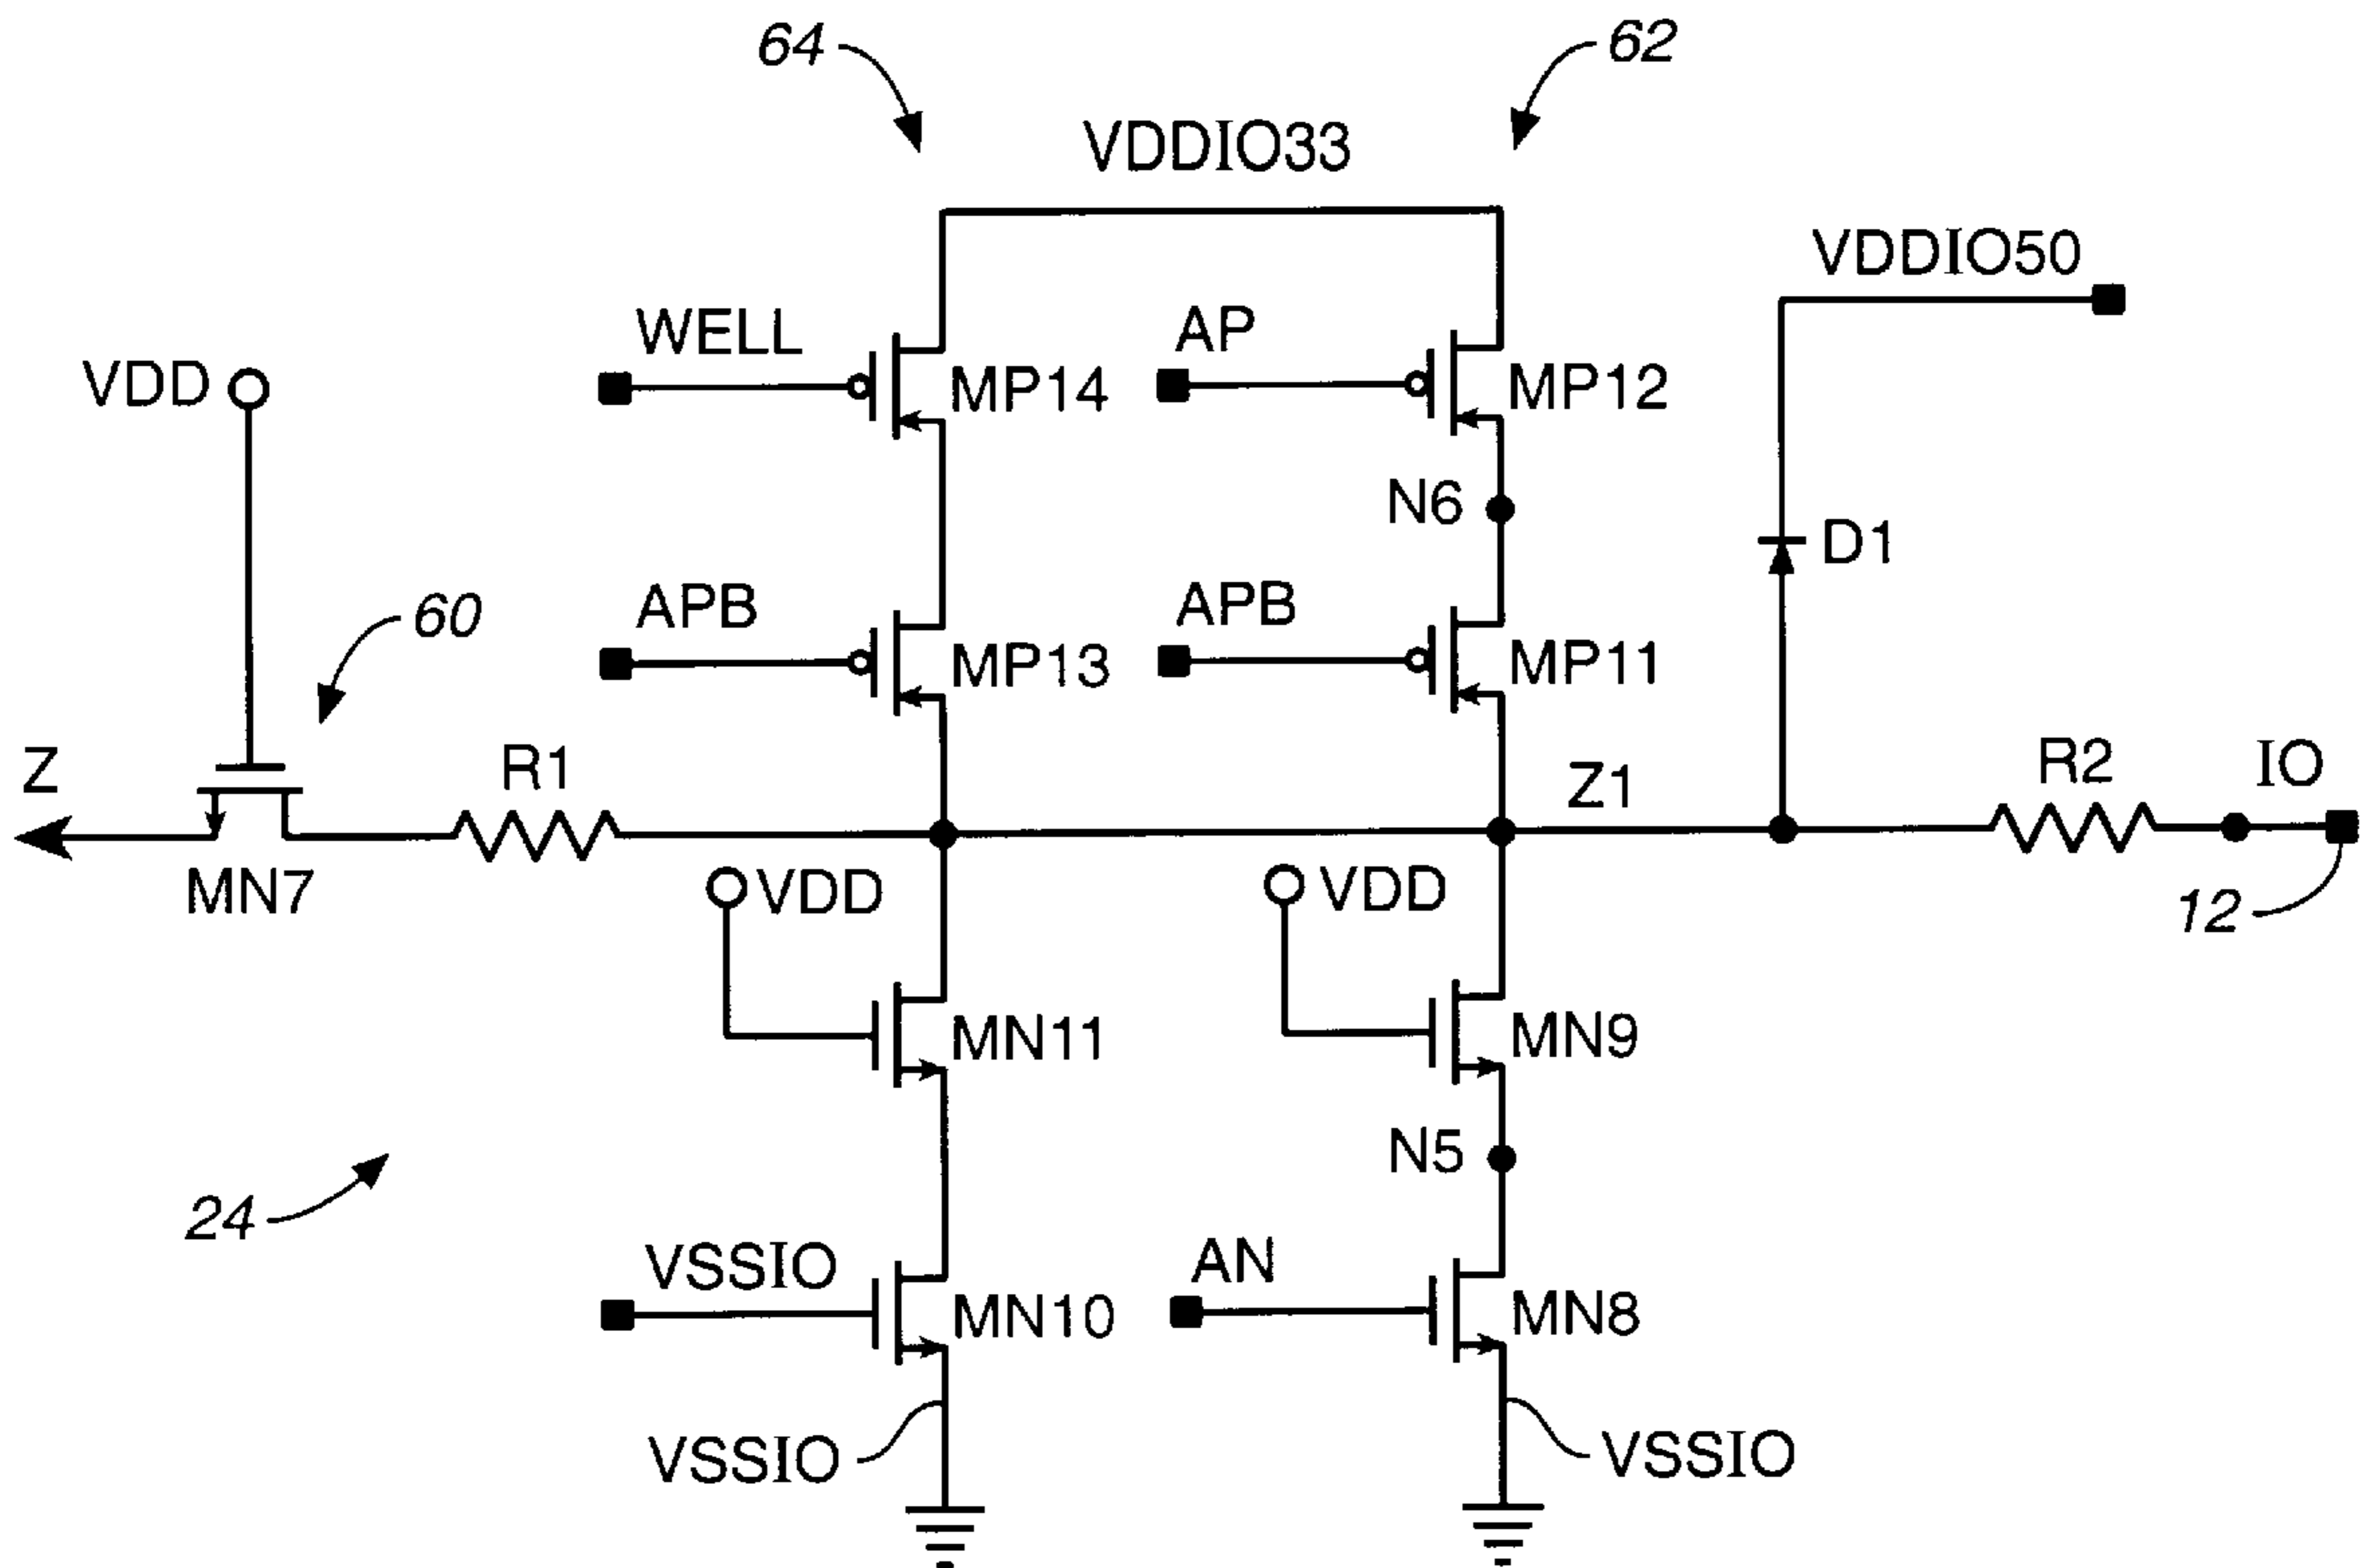 64
62
VDDIO33
VDDIO50
WELL
AP
VDD
MP14
MP12
N6
D1
APB
APB
60
MP13
MP11
Z
R1
Z1
R2
IO
MN7
VDD
VDD
12
MN11
MN9
N5
24
VSSIO
AN
MN10
MN8
VSSIO
VSSIO